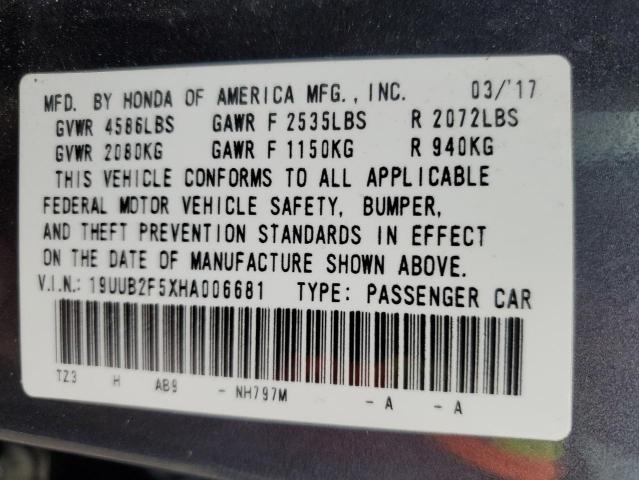 MFD. BY HONDA OF AMERICA MFG., INC. 03/'17
GVWR 4586LBS GAWR F 2535LBS R 2072LBS
GVWR 2080KG GAWR F 1150KG R 940KG
THIS VEHICLE CONFORMS TO ALL APPLICABLE
FEDERAL MOTOR VEHICLE SAFETY, BUMPER,
AND THEFT PREVENTION STANDARDS IN EFFECT
ON THE DATE OF MANUFACTURE SHOWN ABOVE.
V.I.N.: 19UUB2F5XHA006681 TYPE: PASSENGER CAR
TZ3 H AB9 - NH797M - A - A